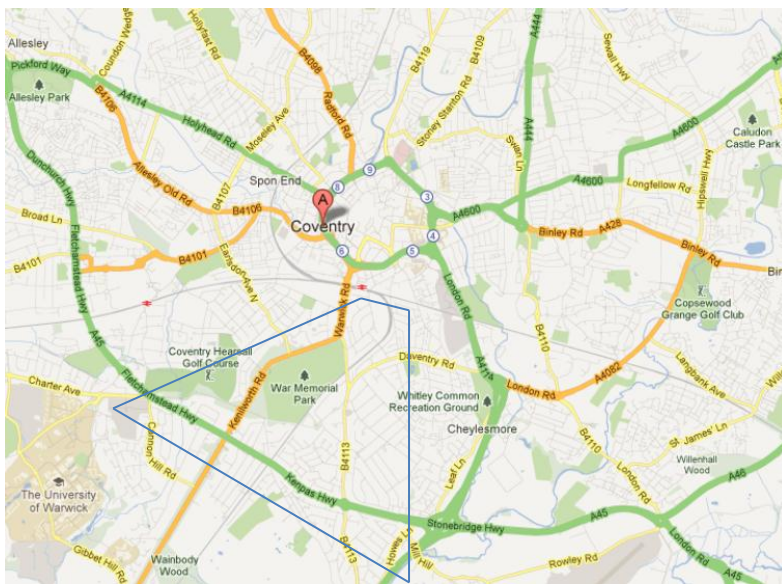 Allesley
Coundon Wedge
Hollyfast Rd
B4098
B4119
B4109
A444
Sewall Hwy
A4600
Pickford Way
Allesley Park
B4106
A4114
Holyhead Rd
Moseley Ave
Radford Rd
Stoney Stanton Rd
Swan Ln
A444
A4600
Caludon
Castle Park
Dunchurch Hwy
Allesley Old Rd
B4107
Spon End
8
9
3
A4600
Longfellow Rd
Hipswell Hwy
Broad Ln
B4106
A
Coventry
A4600
Binley Rd
A428
Binley Rd
B4101
B4101
Fletchamstead Hwy
Earlsdon Ave N
6
5
4
Warwick Rd
London Rd
Copsewood
Grange Golf Club
A45
Coventry Hearsall
Golf Course
Daventry Rd
A4114
B4110
London Rd
A4082
Langbank Ave
Charter Ave
Fletchamstead Hwy
War Memorial
Park
Kenilworth Rd
Whitley Common
Recreation Ground
Cheylesmore
Cannon
Hill Rd
B4113
Leaf Ln
B4110
St. James' Ln
Willenhall
Wood
The University
of Warwick
Kenpas Hwy
London Rd
A46
Stonebridge Hwy
A45
Gibbet Hill Rd
Wainbody
Wood
B4113
Howes Ln
Mill Hill
Rowley Rd
London Rd
A45